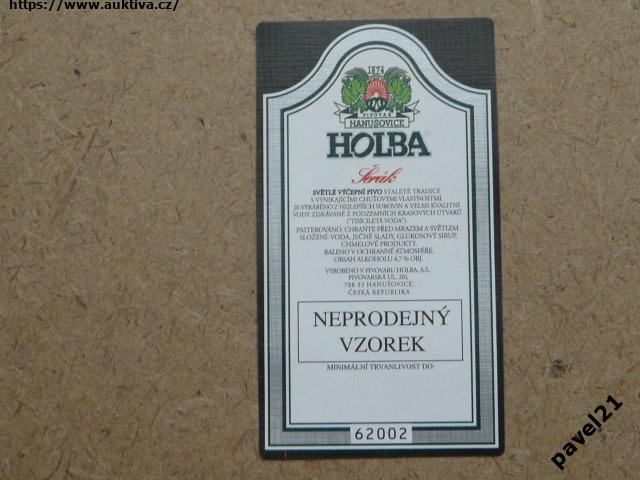 https://www.auktiva.cz/
1874
PIVOVAR
HANUŠOVICE
HOLBA
Šerák
SVĚTLÉ VÝČEPNÍ PIVO STALETÉ TRADICE
S VYNIKAJÍCÍMI CHUŤOVÝMI VLASTNOSTMI
JE VYRÁBĚNO Z NEJLEPŠÍCH SUROVIN A VELMI KVALITNÍ
VODY ZÍSKÁVANÉ Z PODZEMNÍCH KRASOVÝCH ÚTVARŮ
("TISÍCILETÁ VODA").
PASTEROVÁNO. CHRAŇTE PŘED MRAZEM A SVĚTLEM.
SLOŽENÍ: VODA, JEČNÉ SLADY, GLUKOSOVÝ SIRUP,
CHMELOVÉ PRODUKTY.
BALENO V OCHRANNÉ ATMOSFÉŘE.
OBSAH ALKOHOLU 4,7 % OBJ.
VYROBENO V PIVOVARU HOLBA, A.S.,
PIVOVARSKÁ UL. 261,
788 33 HANUŠOVICE,
ČESKÁ REPUBLIKA
NEPRODEJNÝ
VZOREK
MINIMÁLNÍ TRVANLIVOST DO:
62002
pavel21